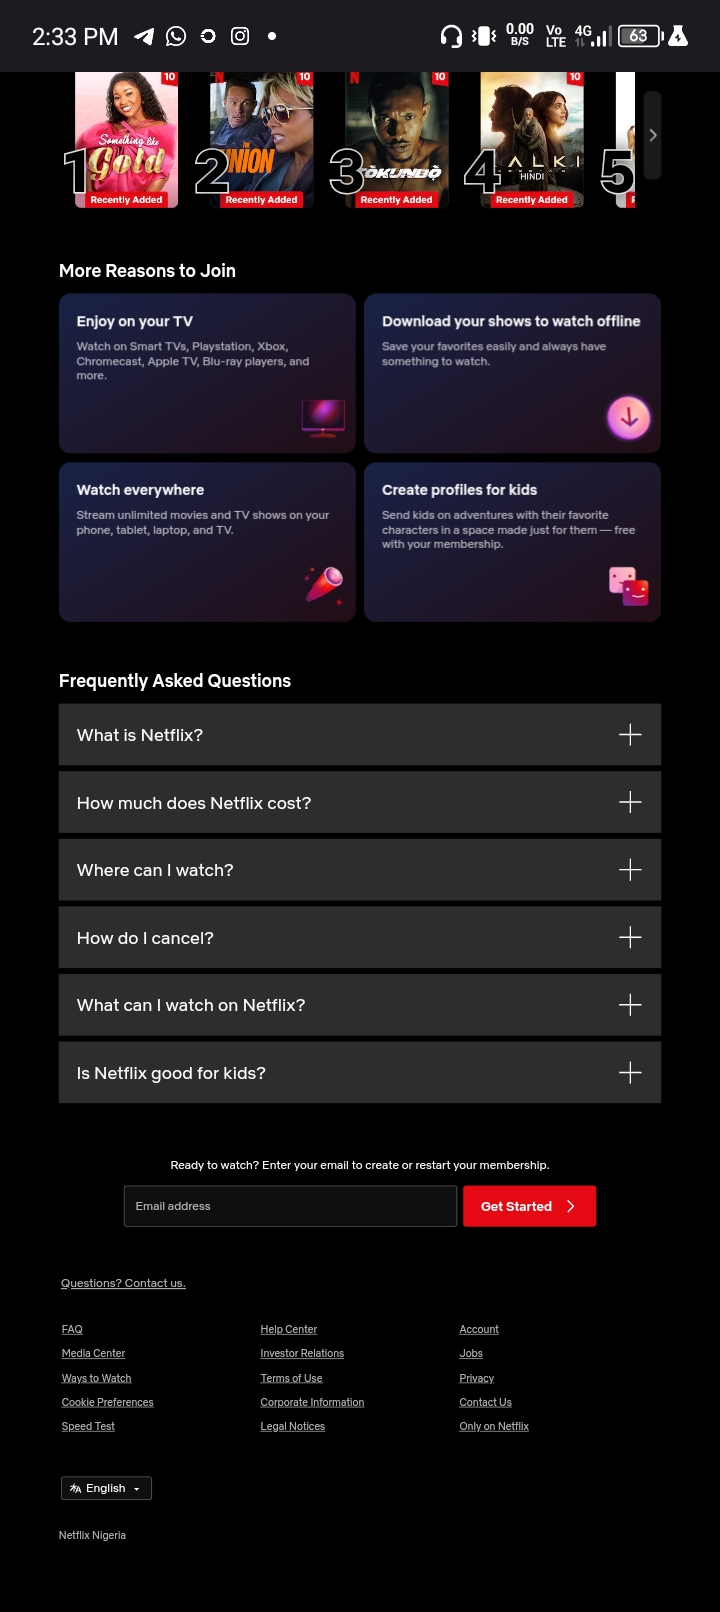 2:33 PM
0.00
B/S
Vo
LTE
4G
63
10
10
N
10
10
Something like
Gold
1
2
NION
3
4
ALKI
HINDI
5
Recently Added
Recently Added
Recently Added
Recently Added
More Reasons to Join
Enjoy on your TV
Watch on Smart TVs, Playstation, Xbox,
Chromecast, Apple TV, Blu-ray players, and
more.
Download your shows to watch offline
Save your favorites easily and always have
something to watch.
Watch everywhere
Stream unlimited movies and TV shows on your
phone, tablet, laptop, and TV.
Create profiles for kids
Send kids on adventures with their favorite
characters in a space made just for them — free
with your membership.
Frequently Asked Questions
What is Netflix?
How much does Netflix cost?
Where can I watch?
How do I cancel?
What can I watch on Netflix?
Is Netflix good for kids?
Ready to watch? Enter your email to create or restart your membership.
Email address
Get Started
Questions? Contact us.
FAQ
Help Center
Account
Media Center
Investor Relations
Jobs
Ways to Watch
Terms of Use
Privacy
Cookie Preferences
Corporate Information
Contact Us
Speed Test
Legal Notices
Only on Netflix
English
Netflix Nigeria